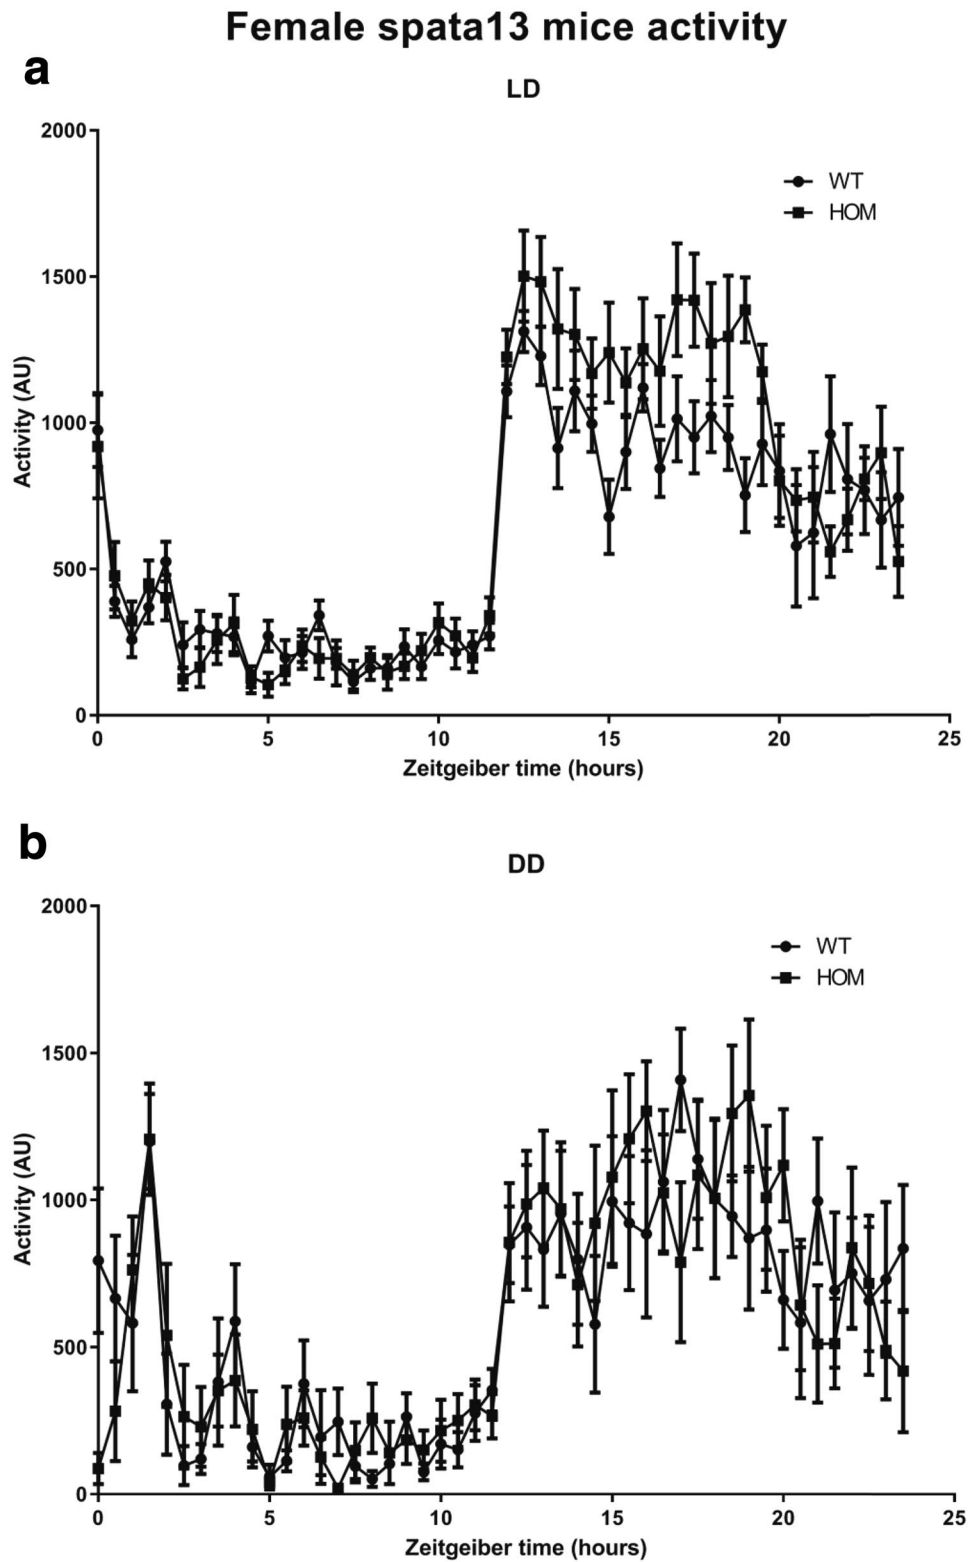 Female spata13 mice activity
a
LD
2000
1500
1000
500
0
Activity (AU)
WT
HOM
0 5 10 15 20 25
Zeitgeiber time (hours)
b
DD
2000
1500
1000
500
0
Activity (AU)
WT
HOM
0 5 10 15 20 25
Zeitgeiber time (hours)